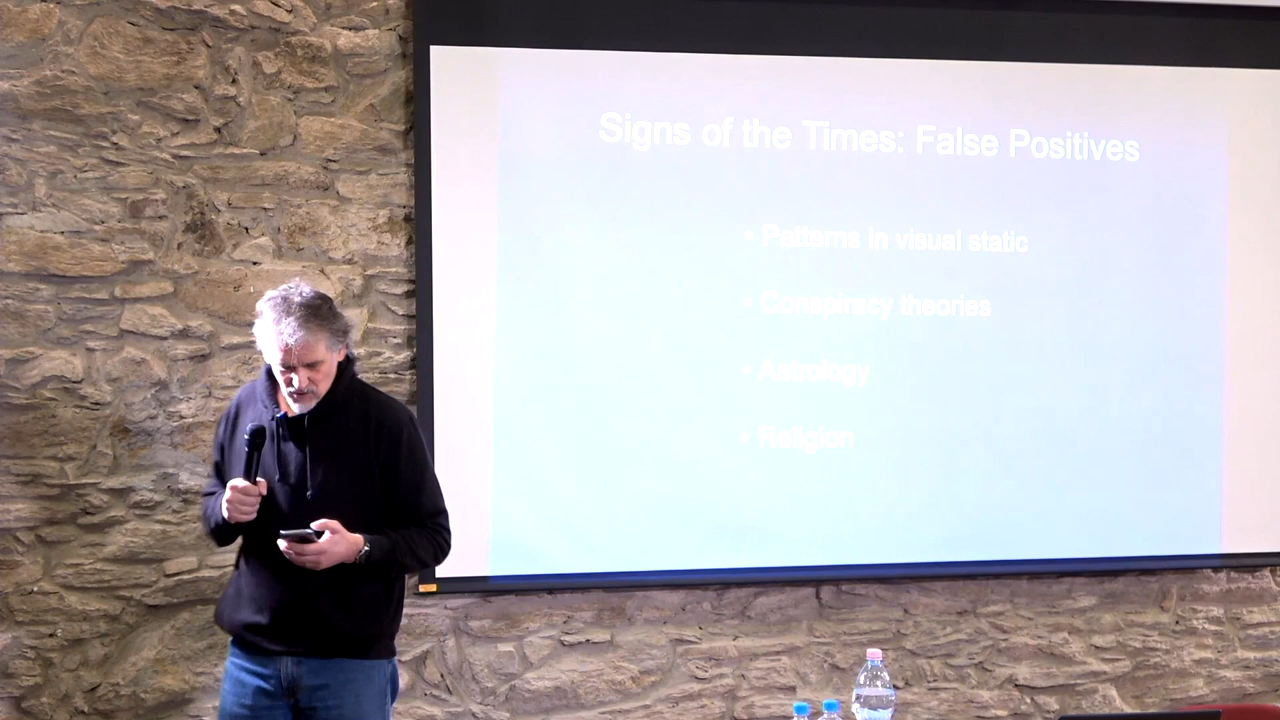 Signs of the Times: False Positives
• Patterns in visual static
• Conspiracy theories
• Astrology
• Religion